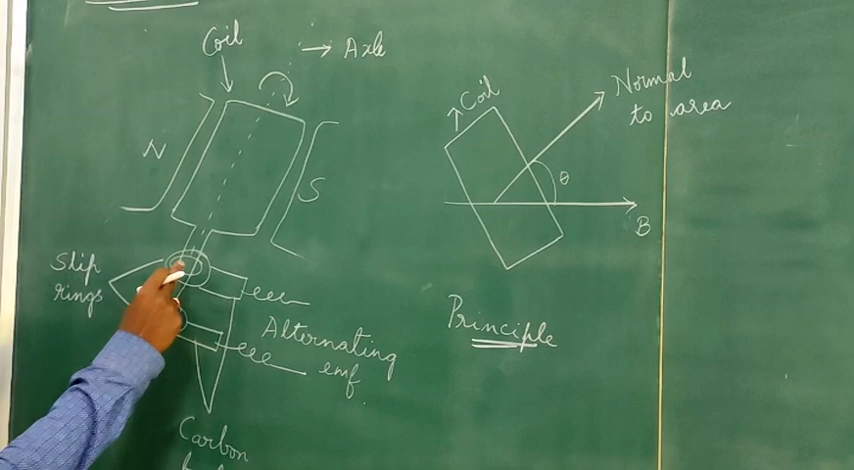 Coil
→ Axle
N
S
Slip
rings
Alternating
emf
Carbon
Coil
Normal
to area
θ
B
Principle